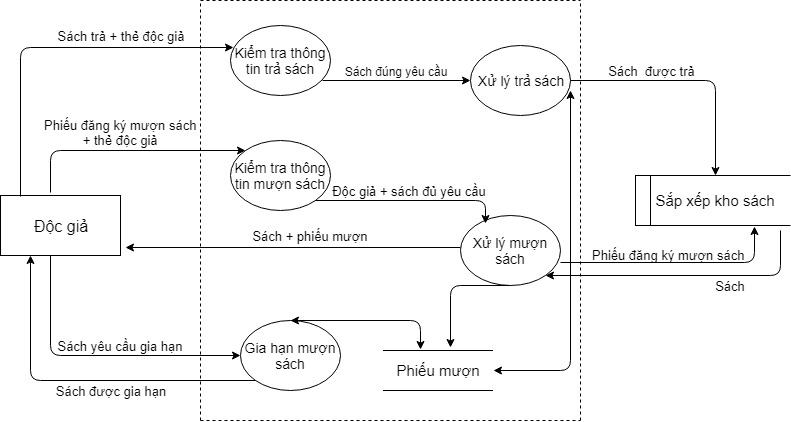 Sách trả + thẻ độc giả
Kiểm tra thông
tin trả sách
Sách đúng yêu cầu
Xử lý trả sách
Sách được trả
Phiếu đăng ký mượn sách
+ thẻ độc giả
Kiểm tra thông
tin mượn sách
Độc giả + sách đủ yêu cầu
Sắp xếp kho sách
Độc giả
Sách + phiếu mượn
Xử lý mượn
sách
Phiếu đăng ký mượn sách
Sách
Sách yêu cầu gia hạn
Gia hạn mượn
sách
Phiếu mượn
Sách được gia hạn